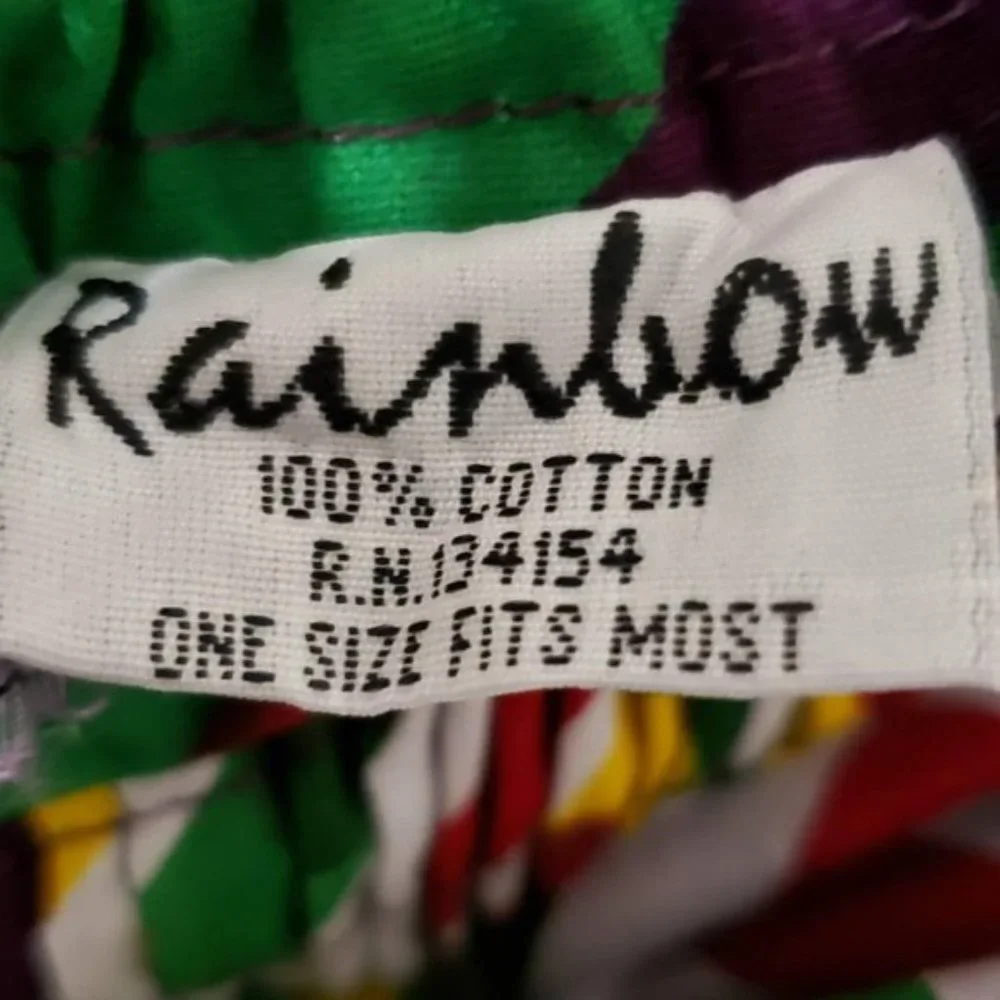 Rainbow
100% COTTON
R.N.134154
ONE SIZE FITS MOST